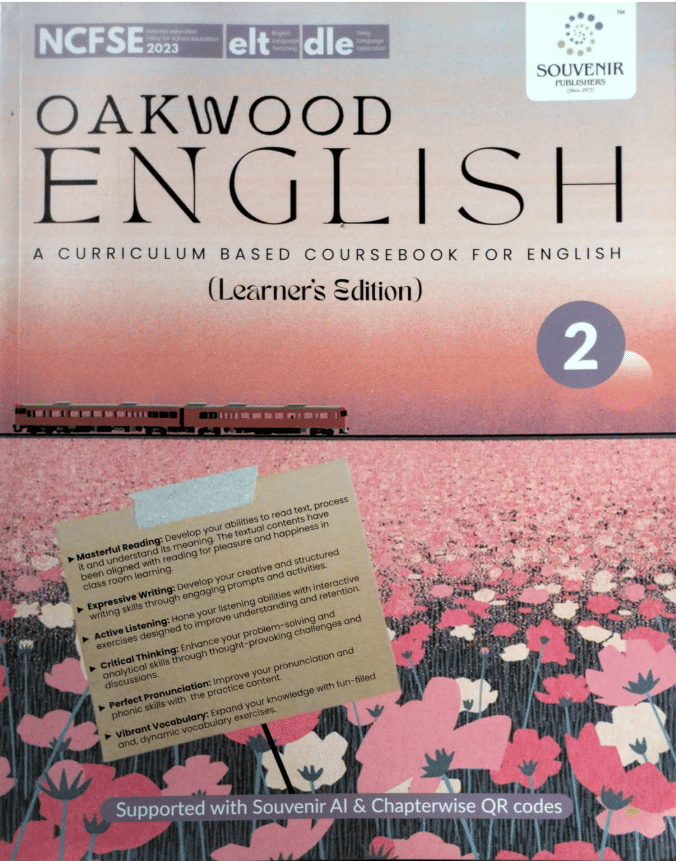 NCFSE
2023
elt
English
Language
Teaching
dle
Language
TM
SOUVENIR
PUBLISHERS
OAKWOOD
ENGLISH
A CURRICULUM BASED COURSEBOOK FOR ENGLISH
(Learner's Edition)
2
▸ Masterful Reading: Develop your abilities to read text, process
it and understand its meaning. The textual contents have
been aligned with reading for pleasure and happiness in
class room learning.
▸ Expressive Writing: Develop your creative and structured
writing skills through engaging prompts and activities.
▸ Active Listening: Hone your listening abilities with interactive
exercises designed to improve understanding and retention.
▸ Critical Thinking: Enhance your problem-solving and
analytical skills through thought-provoking challenges and
discussions.
▸ Perfect Pronunciation: Improve your pronunciation and
phonic skills with the practice content.
▸ Vibrant Vocabulary: Expand your knowledge with fun-filled
and, dynamic vocabulary exercises.
Supported with Souvenir AI & Chapterwise QR codes